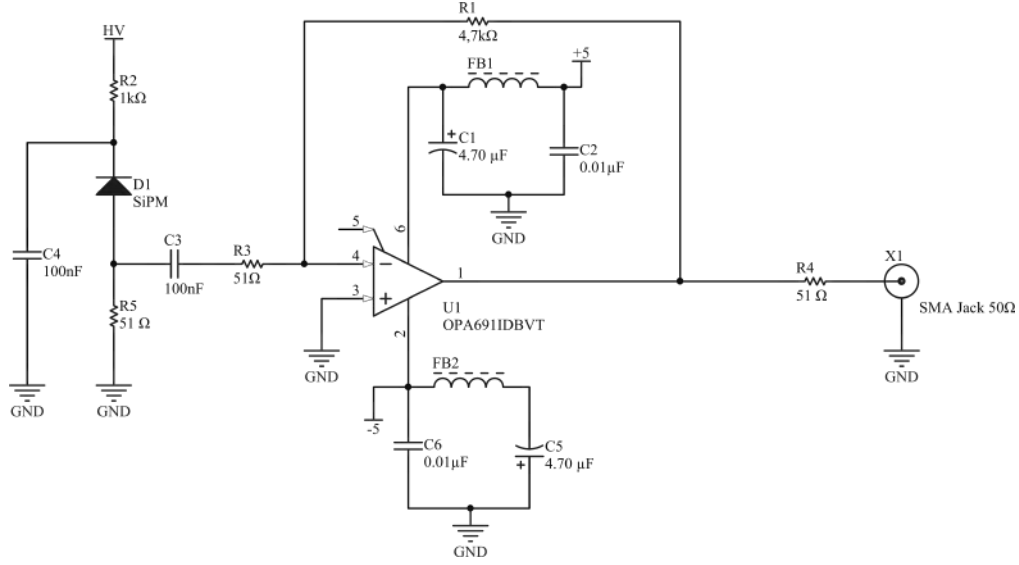 R1
4,7kΩ
HV
R2
1kΩ
FB1
+5
+
C1
4.70 µF
C2
0.01µF
GND
D1
SiPM
5
6
C4
100nF
C3
100nF
R3
51Ω
4
−
3
+
1
U1
OPA691IDBVT
2
R4
51 Ω
X1
SMA Jack 50Ω
R5
51 Ω
GND
GND
GND
GND
FB2
-5
C6
0.01µF
C5
+
4.70 µF
GND